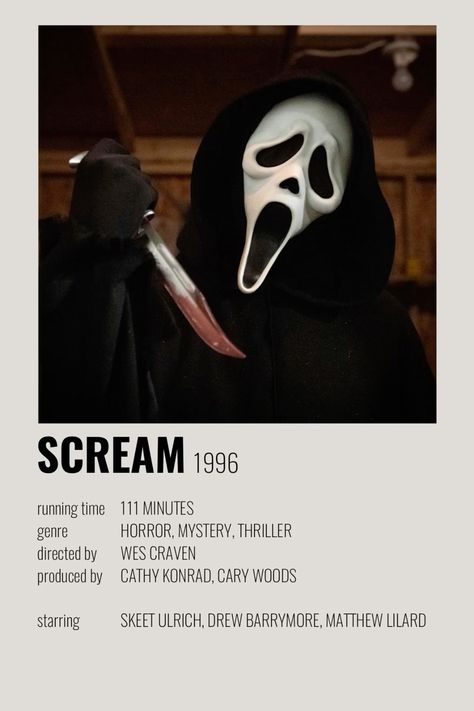 SCREAM 1996
running time 111 MINUTES
genre HORROR, MYSTERY, THRILLER
directed by WES CRAVEN
produced by CATHY KONRAD, CARY WOODS
starring SKEET ULRICH, DREW BARRYMORE, MATTHEW LILARD